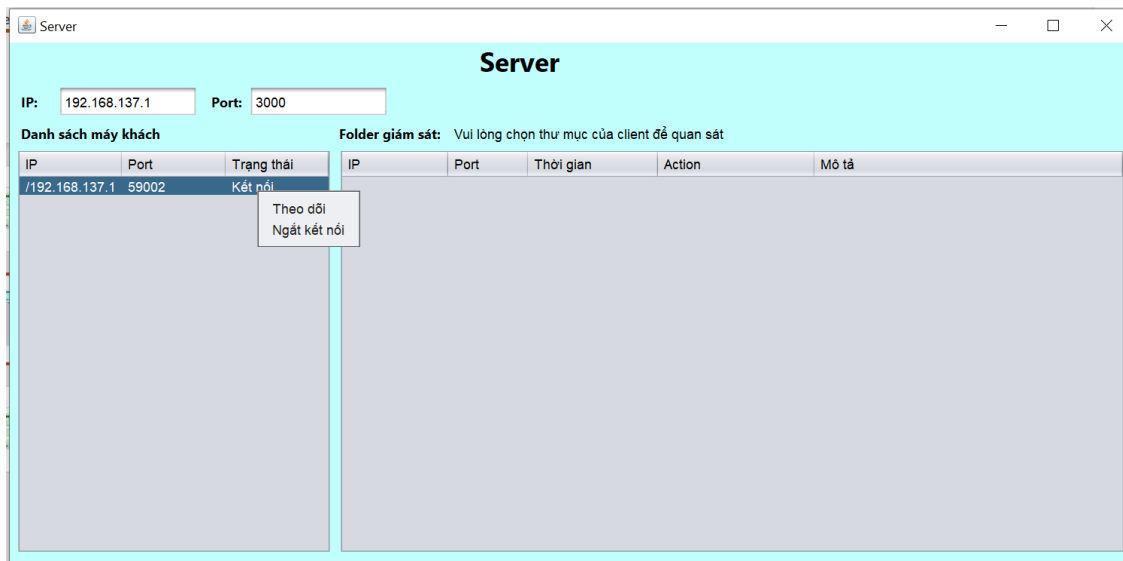 Server
Server
IP: 192.168.137.1 Port: 3000
Danh sách máy khách Folder giám sát: Vui lòng chọn thư mục của client để quan sát
IP Port Trạng thái IP Port Thời gian Action Mô tả
/192.168.137.1 59002 Kết nối
Theo dõi
Ngắt kết nối